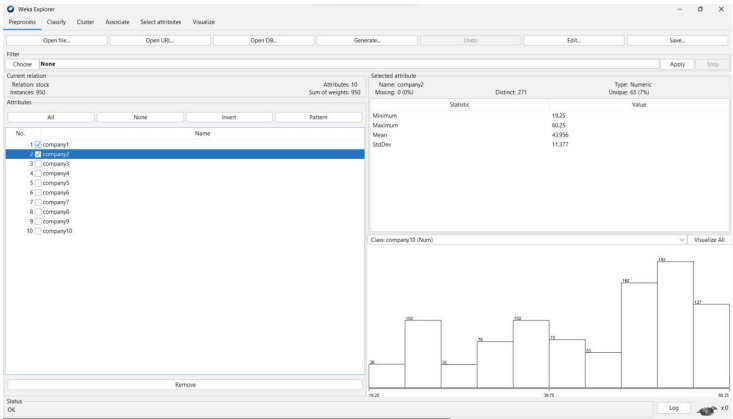 Weka Explorer
Preprocess Classify Cluster Associate Select attributes Visualize
Open file... Open URL... Open DB... Generate... Undo Edit... Save...
Filter
Choose None Apply Stop
Current relation
Relation: stock Attributes: 10
Instances: 950 Sum of weights: 950
Attributes
All None Invert Pattern
No. Name
1 company1
2 company2
3 company3
4 company4
5 company5
6 company6
7 company7
8 company8
9 company9
10 company10
Remove
Selected attribute
Name: company2 Type: Numeric
Missing: 0 (0%) Distinct: 271 Unique: 65 (7%)
Statistic Value
Minimum 19.25
Maximum 60.25
Mean 43.956
StdDev 11.377
Class: company10 (Num) Visualize All
192
160
127
102 102
73
63
19.25 39.75 60.25
Status
OK
Log x 0